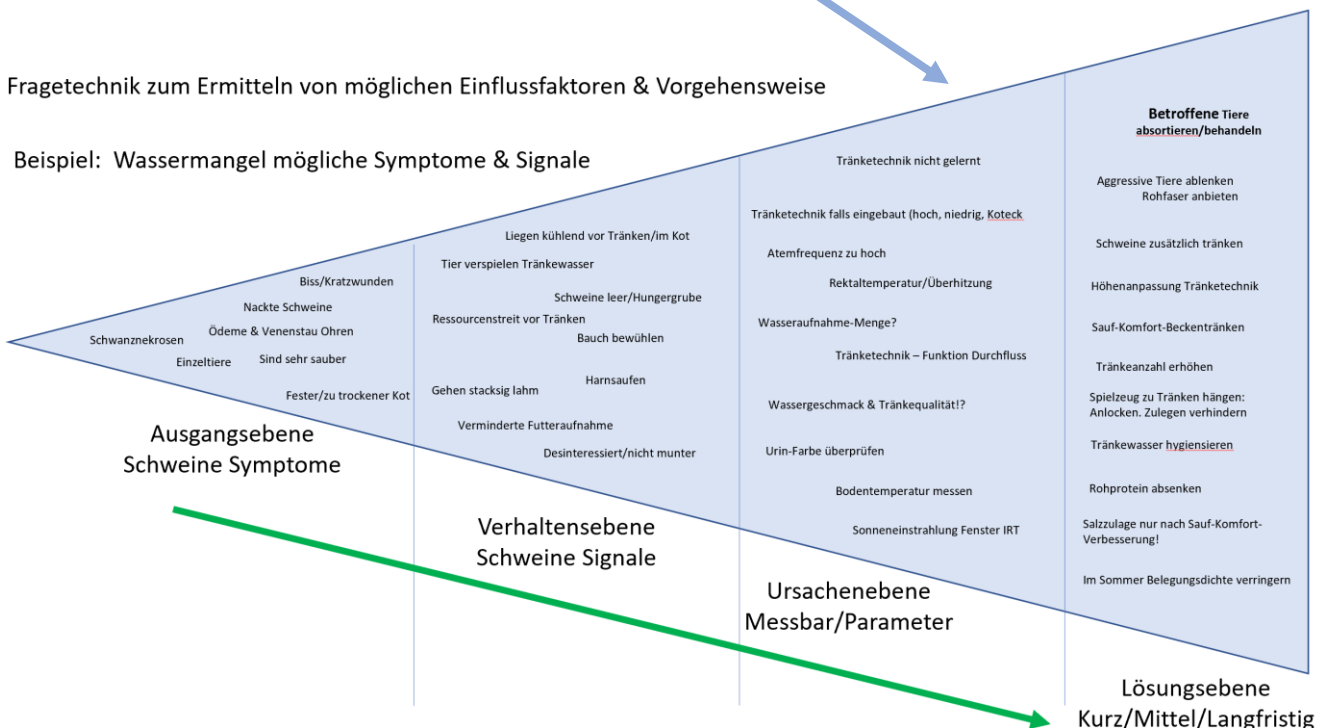 Fragetechnik zum Ermitteln von möglichen Einflussfaktoren & Vorgehensweise
Beispiel: Wassermangel mögliche Symptome & Signale
Biss/Kratzwunden
Nackte Schweine
Ödeme & Venenstau Ohren
Schwanznekrosen
Einzeltiere
Sind sehr sauber
Fester/zu trockener Kot
Ausgangsebene
Schweine Symptome
Liegen kühlend vor Tränken/im Kot
Tier verspielen Tränkewasser
Schweine leer/Hungergrube
Ressourcenstreit vor Tränken
Bauch bewühlen
Harnsaufen
Gehen stacksig lahm
Verminderte Futteraufnahme
Desinteressiert/nicht munter
Verhaltensebene
Schweine Signale
Tränketechnik nicht gelernt
Tränketechnik falls eingebaut (hoch, niedrig, Koteck
Atemfrequenz zu hoch
Rektaltemperatur/Überhitzung
Wasseraufnahme-Menge?
Tränketechnik – Funktion Durchfluss
Wassergeschmack & Tränkequalität!?
Urin-Farbe überprüfen
Bodentemperatur messen
Sonneneinstrahlung Fenster IRT
Ursachenebene
Messbar/Parameter
Betroffene Tiere
absortieren/behandeln
Aggressive Tiere ablenken
Rohfaser anbieten
Schweine zusätzlich tränken
Höhenanpassung Tränketechnik
Sauf-Komfort-Beckentränken
Tränkeanzahl erhöhen
Spielzeug zu Tränken hängen:
Anlocken. Zulegen verhindern
Tränkewasser hygiensieren
Rohprotein absenken
Salzzulage nur nach Sauf-Komfort-
Verbesserung!
Im Sommer Belegungsdichte verringern
Lösungsebene
Kurz/Mittel/Langfristig